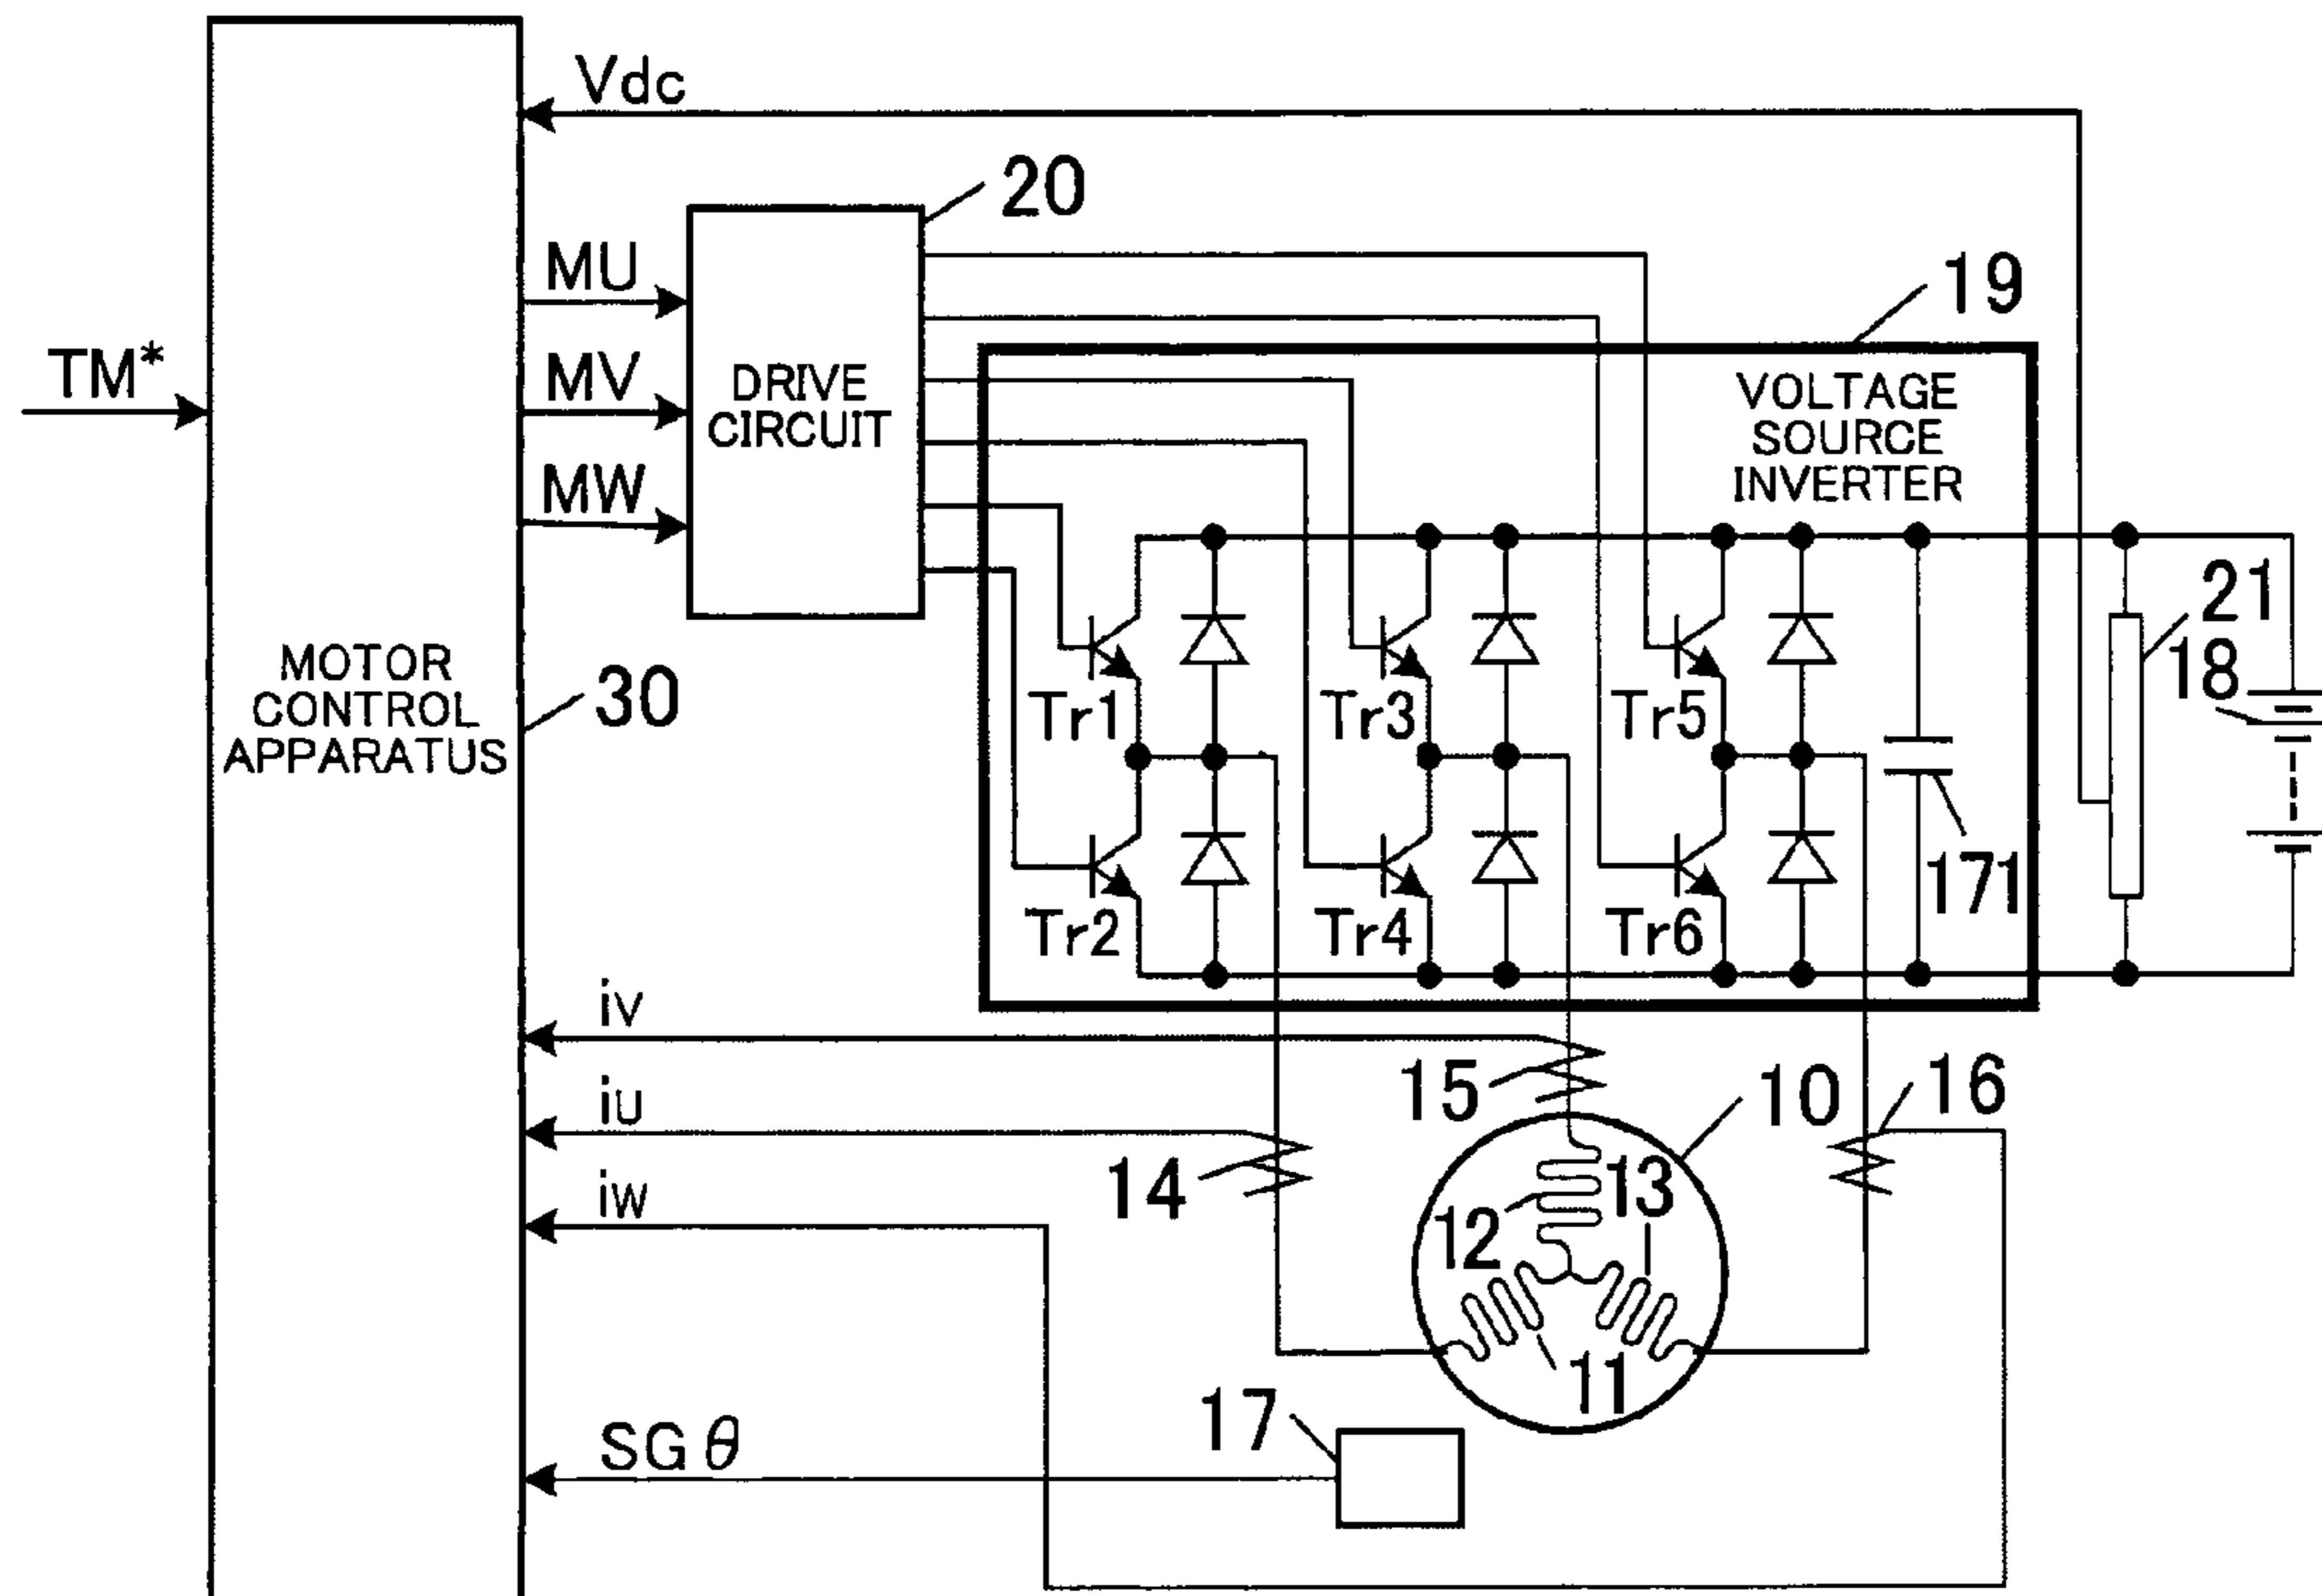 Vdc
20
MU
19
TM*
MV
DRIVE
CIRCUIT
VOLTAGE
SOURCE
INVERTER
MW
21
18
MOTOR
CONTROL
APPARATUS
30
Tr1
Tr3
Tr5
171
Tr2
Tr4
Tr6
iv
15
10
16
iu
14
13
iw
12
11
17
SG θ